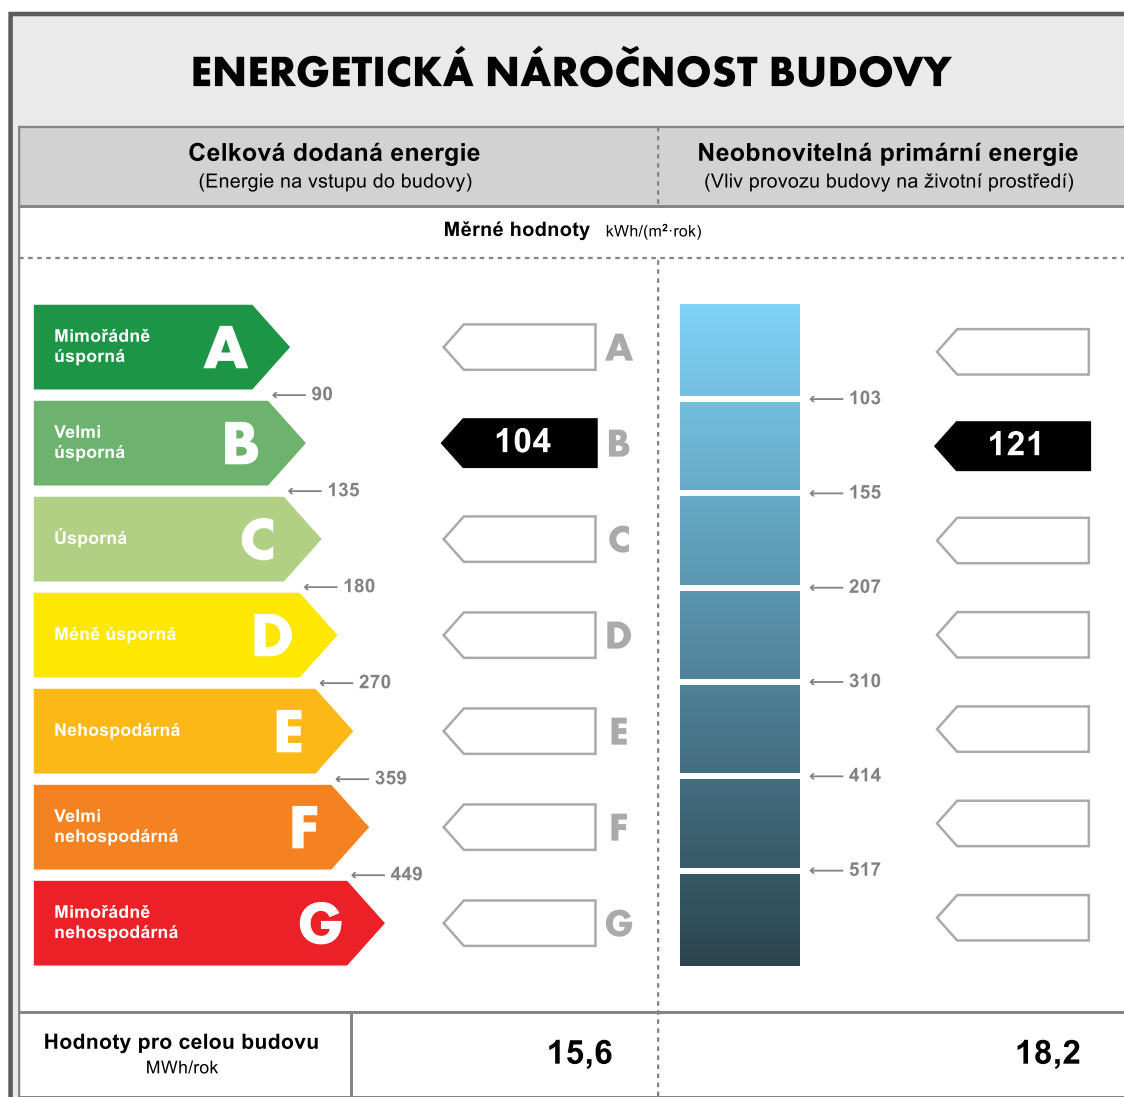 ENERGETICKÁ NÁROČNOST BUDOVY
Celková dodaná energie
(Energie na vstupu do budovy)
Neobnovitelná primární energie
(Vliv provozu budovy na životní prostředí)
Měrné hodnoty kWh/(m²·rok)
Mimořádně
úsporná
A
A
90
103
Velmi
úsporná
B
104
B
121
135
155
Úsporná
C
C
180
207
Méně úsporná
D
D
270
310
Nehospodárná
E
E
359
414
Velmi
nehospodárná
F
F
449
517
Mimořádně
nehospodárná
G
G
Hodnoty pro celou budovu
MWh/rok
15,6
18,2